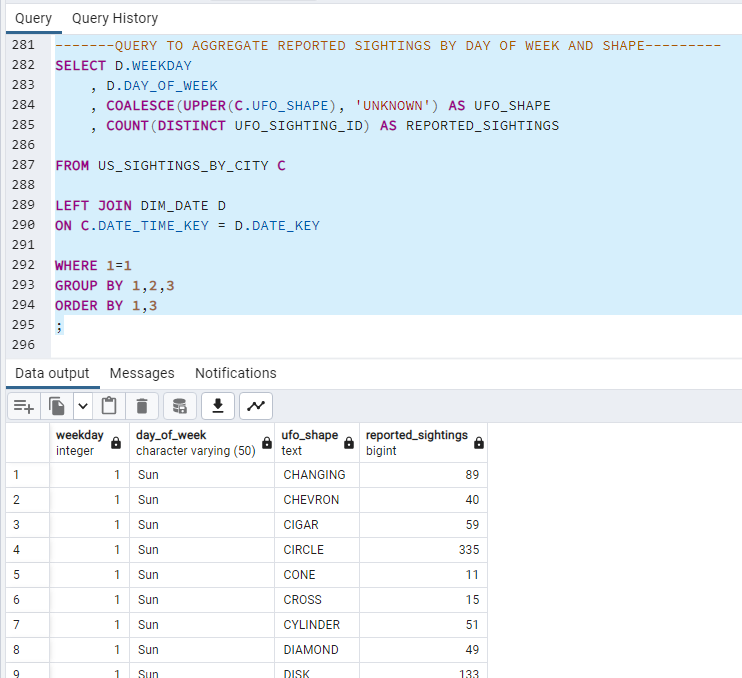 Query Query History
281 -------QUERY TO AGGREGATE REPORTED SIGHTINGS BY DAY OF WEEK AND SHAPE---------
282 SELECT D.WEEKDAY
283 , D.DAY_OF_WEEK
284 , COALESCE(UPPER(C.UFO_SHAPE), 'UNKNOWN') AS UFO_SHAPE
285 , COUNT(DISTINCT UFO_SIGHTING_ID) AS REPORTED_SIGHTINGS
286
287 FROM US_SIGHTINGS_BY_CITY C
288
289 LEFT JOIN DIM_DATE D
290 ON C.DATE_TIME_KEY = D.DATE_KEY
291
292 WHERE 1=1
293 GROUP BY 1,2,3
294 ORDER BY 1,3
295 ;
296
Data output Messages Notifications
weekday day_of_week ufo_shape reported_sightings
integer character varying (50) text bigint
1 1 Sun CHANGING 89
2 1 Sun CHEVRON 40
3 1 Sun CIGAR 59
4 1 Sun CIRCLE 335
5 1 Sun CONE 11
6 1 Sun CROSS 15
7 1 Sun CYLINDER 51
8 1 Sun DIAMOND 49
9 1 Sun DISK 133